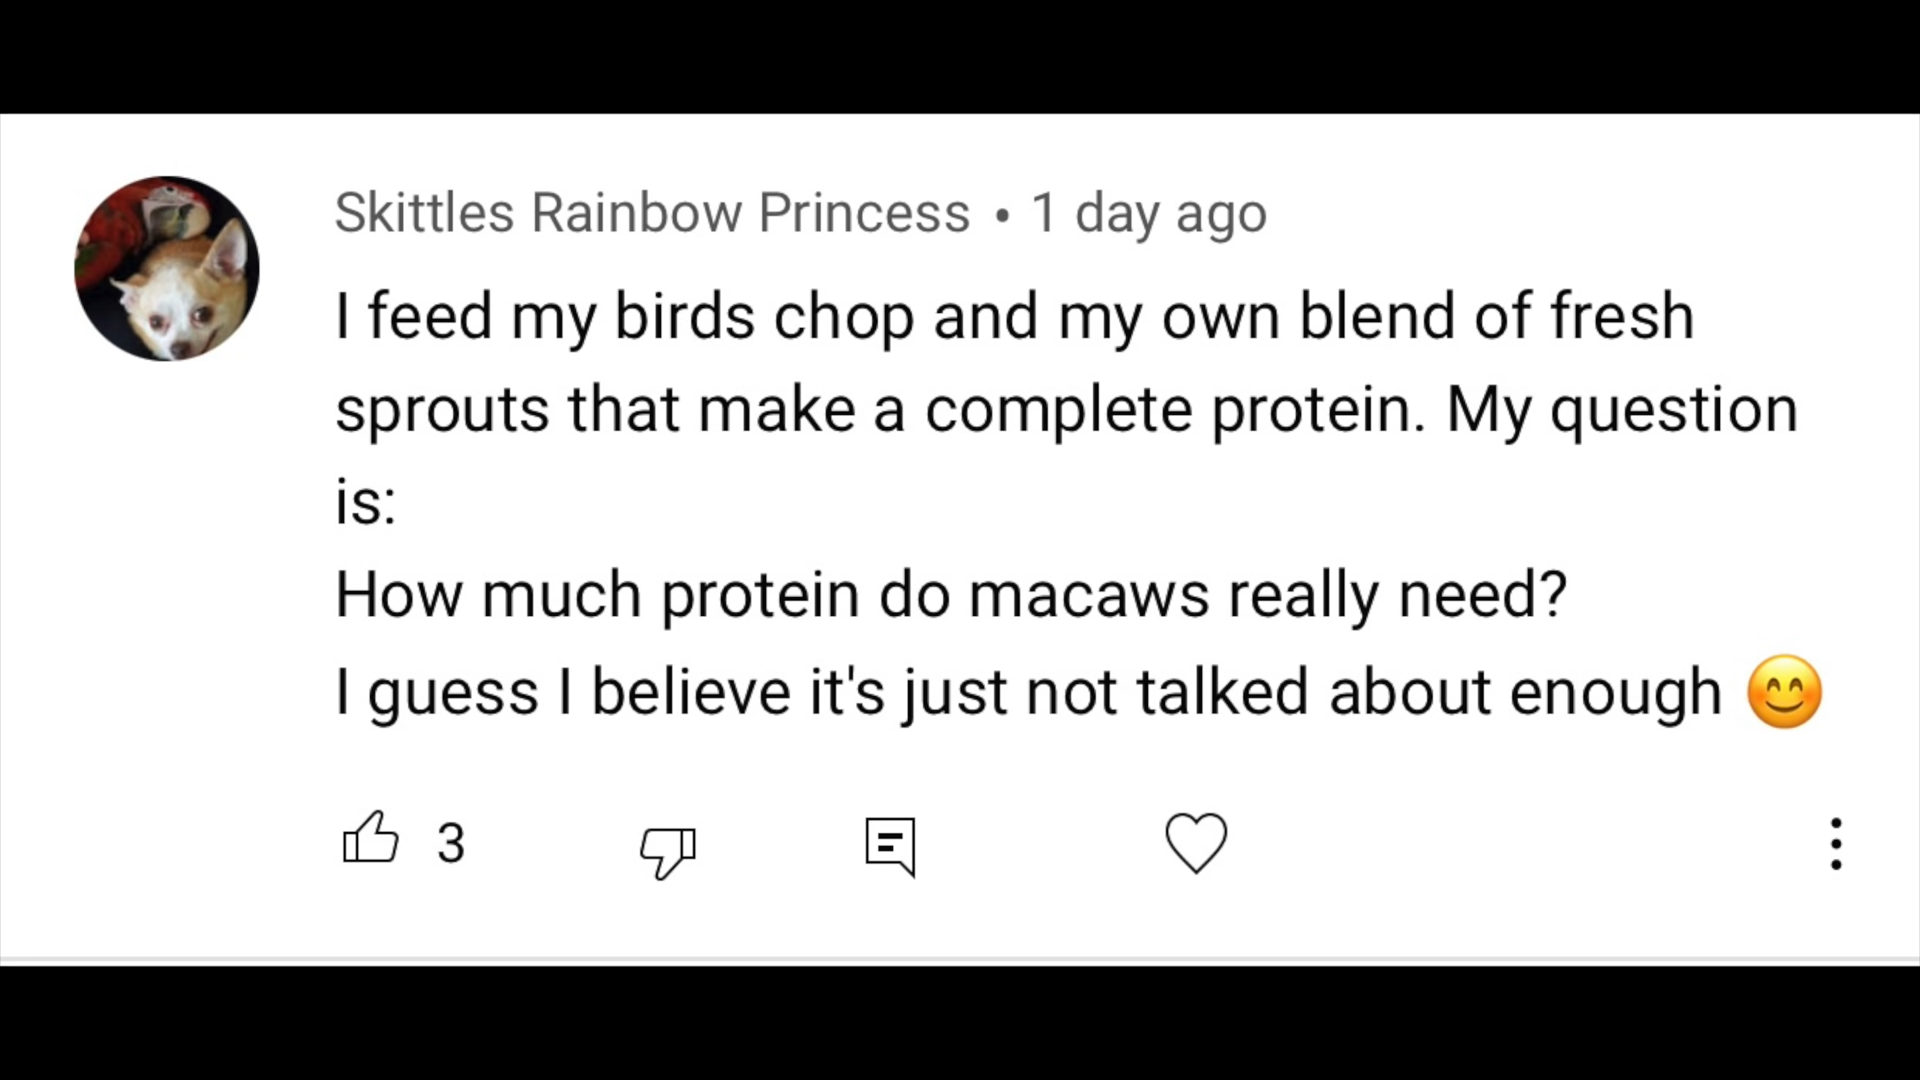 Skittles Rainbow Princess • 1 day ago
I feed my birds chop and my own blend of fresh
sprouts that make a complete protein. My question
is:
How much protein do macaws really need?
I guess I believe it's just not talked about enough 😊
3